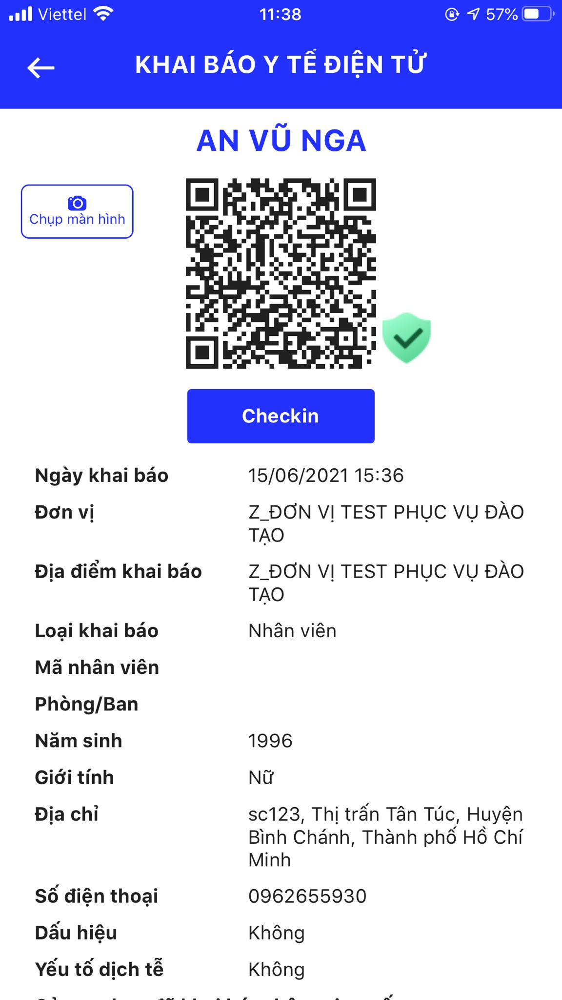 Viettel 11:38 57%
KHAI BÁO Y TẾ ĐIỆN TỬ
AN VŨ NGA
Chụp màn hình
Checkin
Ngày khai báo 15/06/2021 15:36
Đơn vị Z_ĐƠN VỊ TEST PHỤC VỤ ĐÀO
TẠO
Địa điểm khai báo Z_ĐƠN VỊ TEST PHỤC VỤ ĐÀO
TẠO
Loại khai báo Nhân viên
Mã nhân viên
Phòng/Ban
Năm sinh 1996
Giới tính Nữ
Địa chỉ sc123, Thị trấn Tân Túc, Huyện
Bình Chánh, Thành phố Hồ Chí
Minh
Số điện thoại 0962655930
Dấu hiệu Không
Yếu tố dịch tễ Không